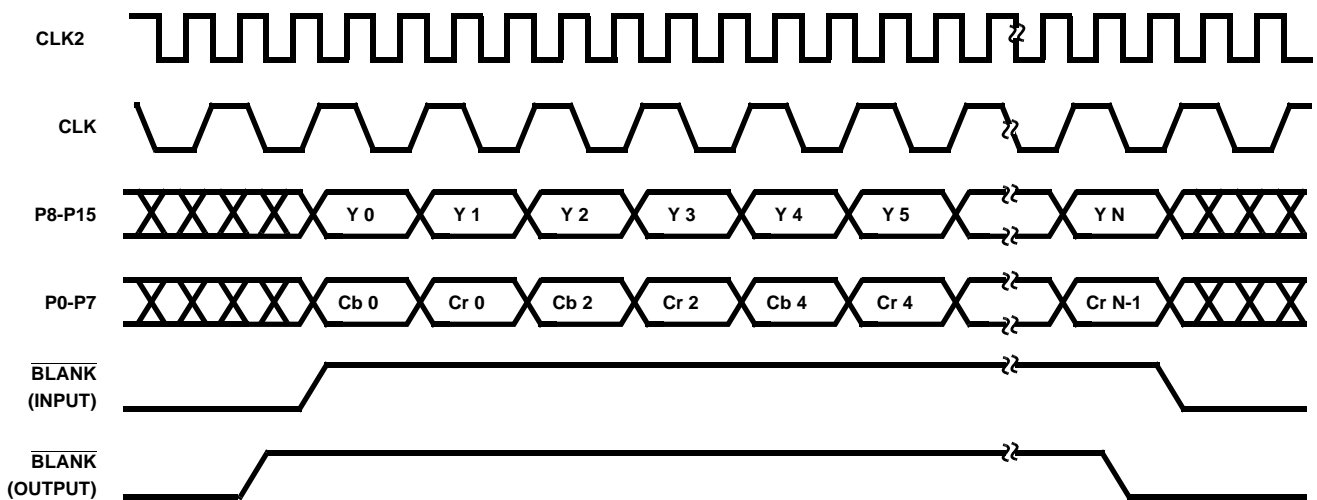 CLK2
CLK
P8-P15
Y 0 Y 1 Y 2 Y 3 Y 4 Y 5 Y N
P0-P7
Cb 0 Cr 0 Cb 2 Cr 2 Cb 4 Cr 4 Cr N-1
BLANK
(INPUT)
BLANK
(OUTPUT)